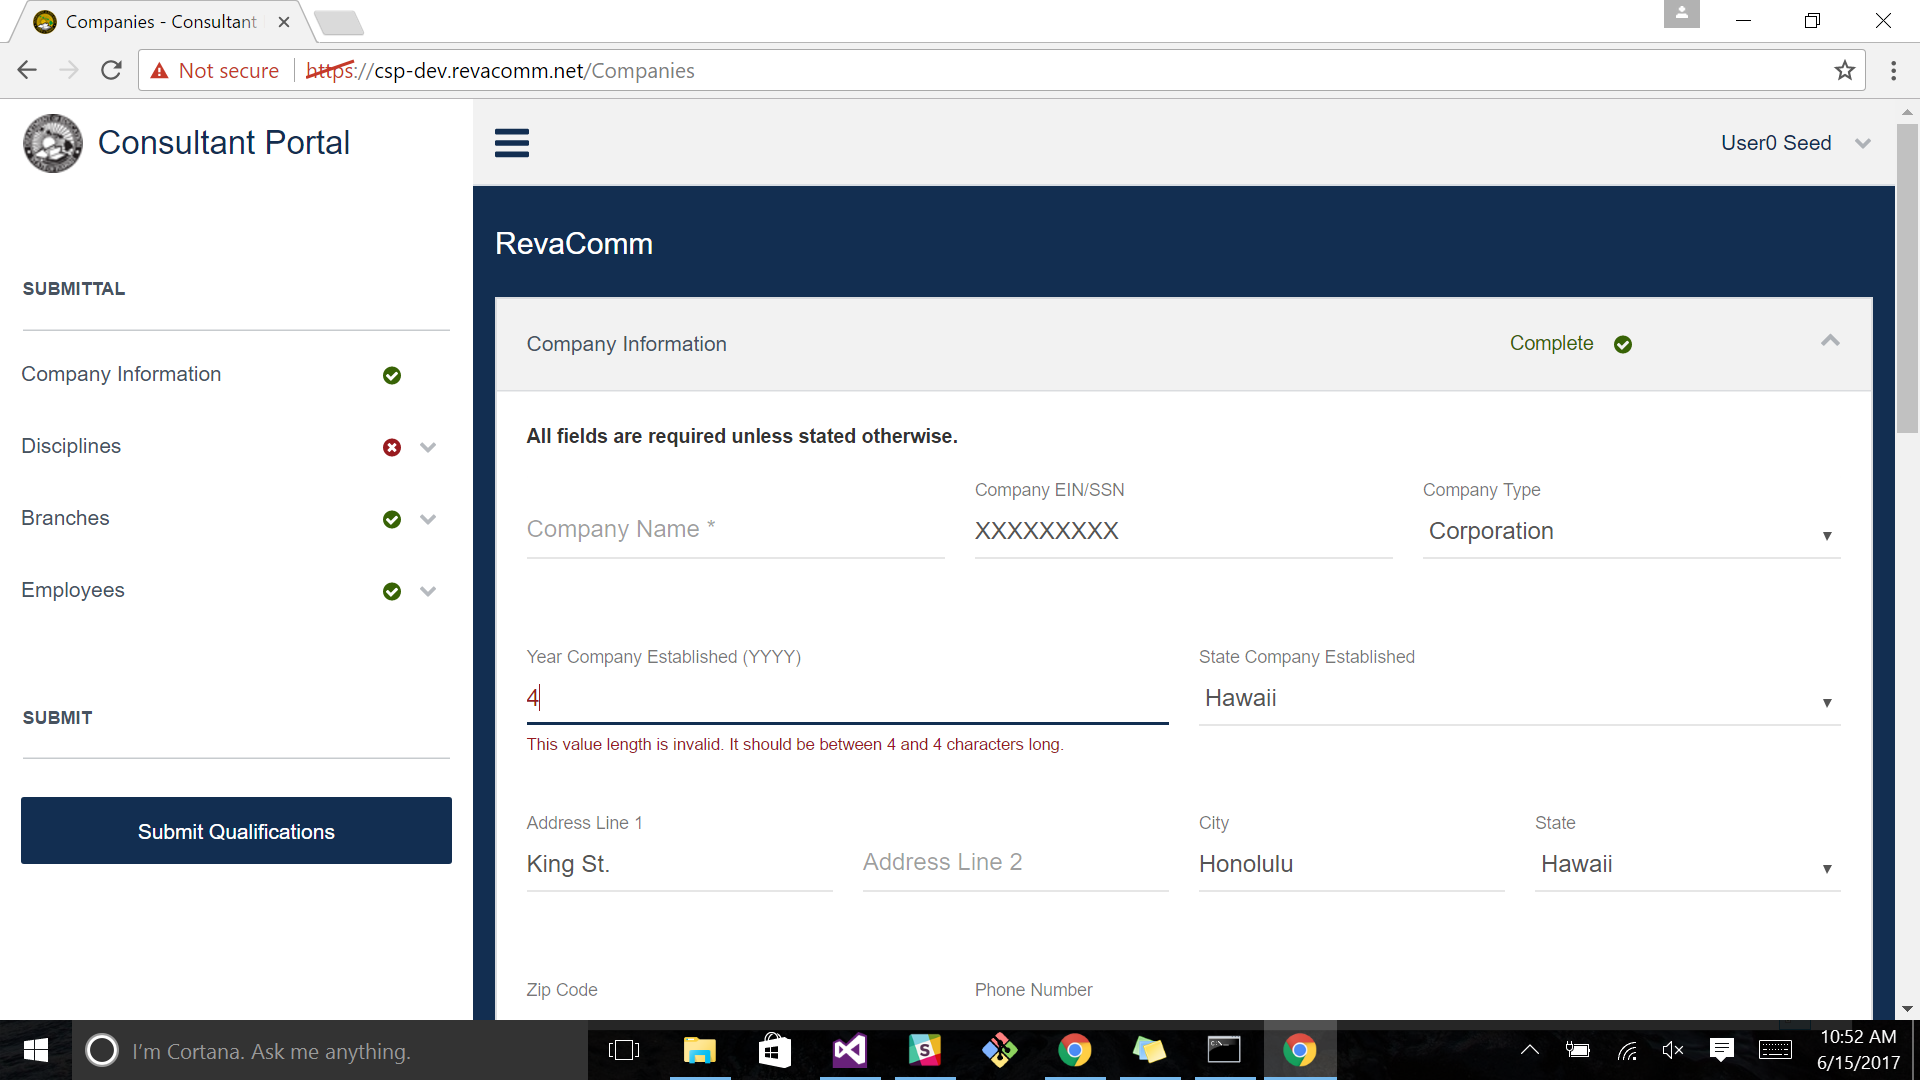 Companies - Consultant
Not secure
https://csp-dev.revacomm.net/Companies
Consultant Portal
User0 Seed
RevaComm
SUBMITTAL
Company Information
Disciplines
Branches
Employees
SUBMIT
Submit Qualifications
Company Information
Complete
All fields are required unless stated otherwise.
Company Name *
Company EIN/SSN
XXXXXXXXX
Company Type
Corporation
Year Company Established (YYYY)
4
This value length is invalid. It should be between 4 and 4 characters long.
State Company Established
Hawaii
Address Line 1
King St.
Address Line 2
City
Honolulu
State
Hawaii
Zip Code
Phone Number
I'm Cortana. Ask me anything.
10:52 AM
6/15/2017